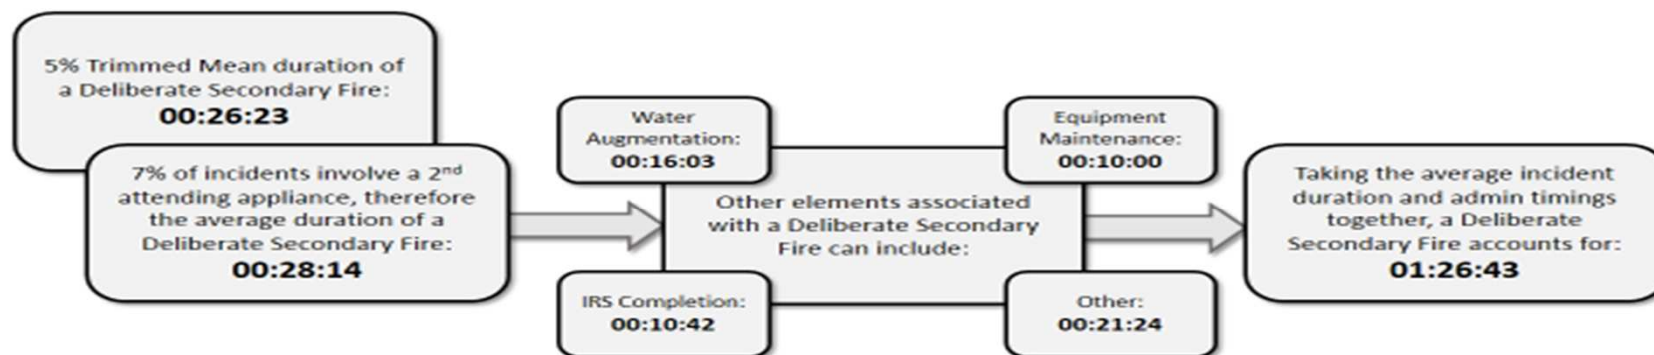 5% Trimmed Mean duration of
a Deliberate Secondary Fire:
00:26:23
7% of incidents involve a 2nd
attending appliance, therefore
the average duration of a
Deliberate Secondary Fire:
00:28:14
Water
Augmentation:
00:16:03
Equipment
Maintenance:
00:10:00
Other elements associated
with a Deliberate Secondary
Fire can include:
IRS Completion:
00:10:42
Other:
00:21:24
Taking the average incident
duration and admin timings
together, a Deliberate
Secondary Fire accounts for:
01:26:43